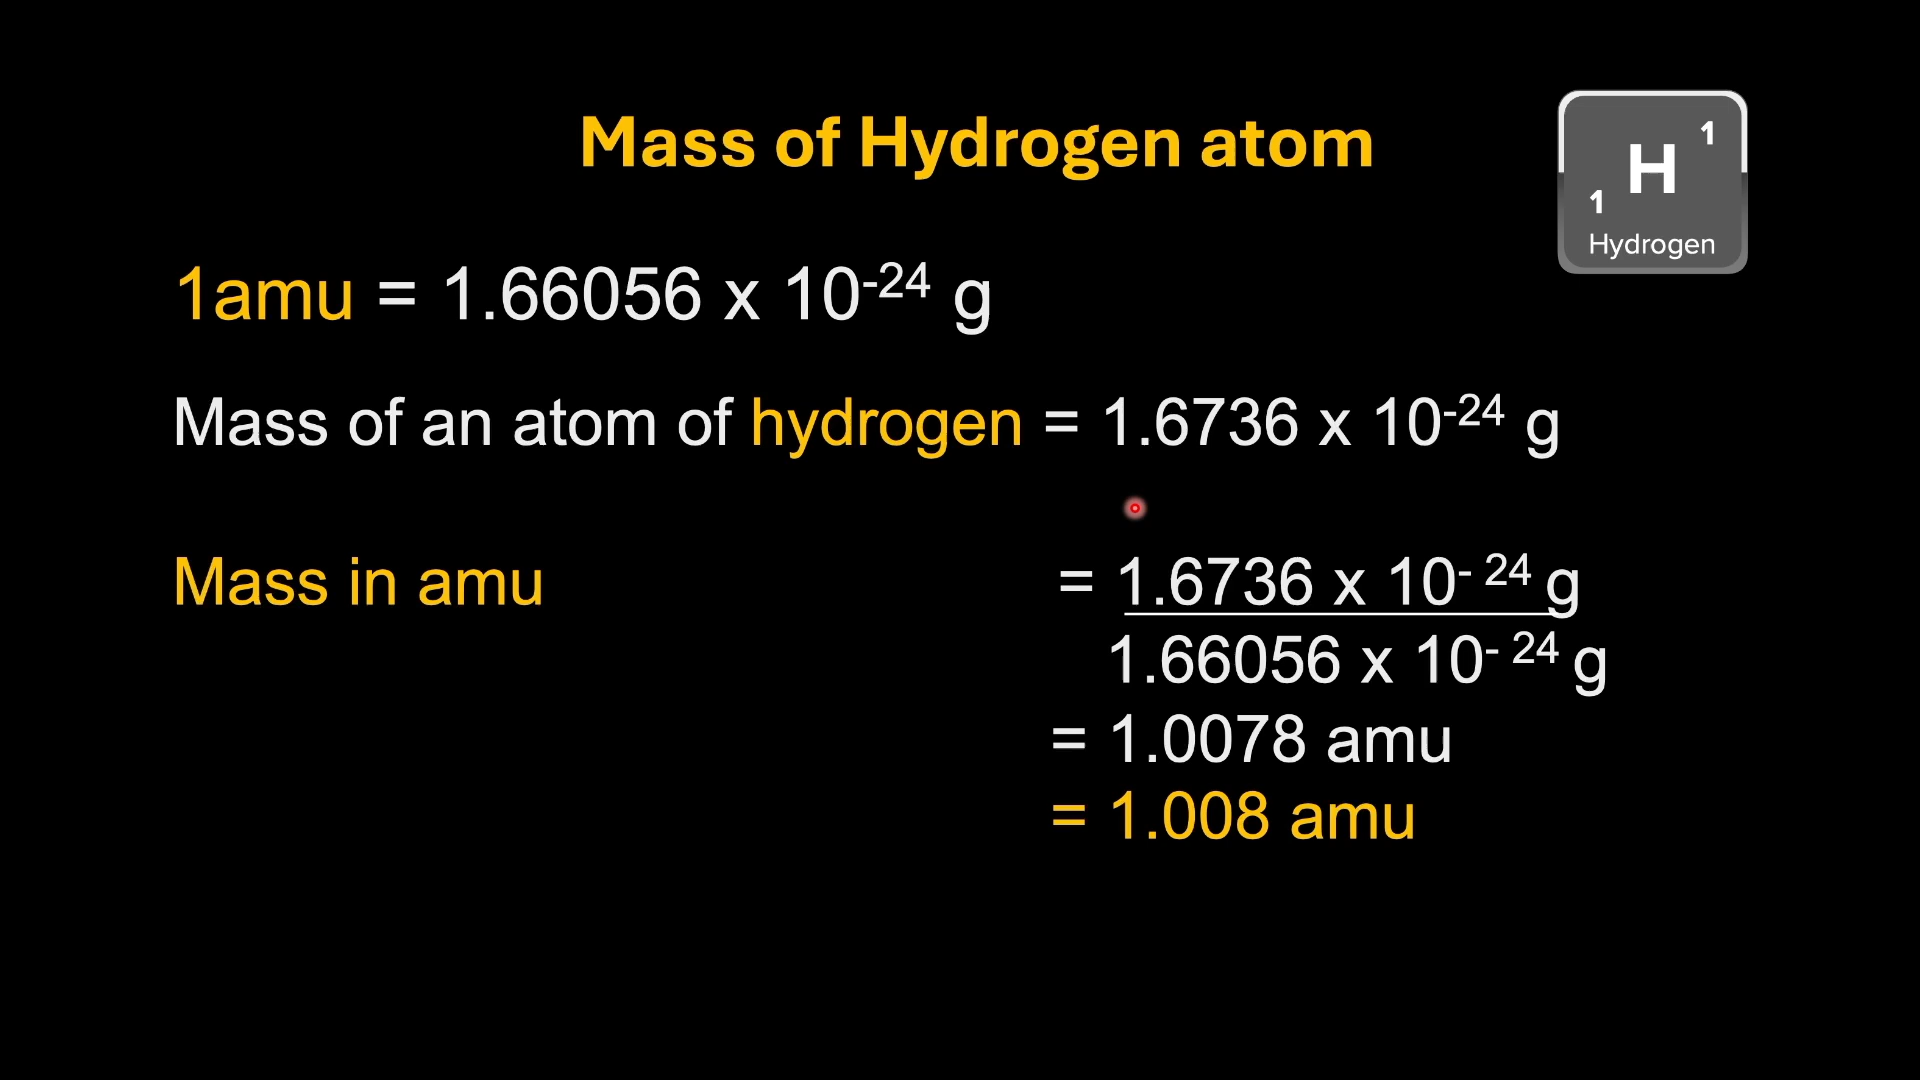 Mass of Hydrogen atom
H 1
1
Hydrogen
1amu = 1.66056 x 10⁻²⁴ g
Mass of an atom of hydrogen = 1.6736 x 10⁻²⁴ g
Mass in amu = 1.6736 x 10⁻ ²⁴ g
1.66056 x 10⁻ ²⁴ g
= 1.0078 amu
= 1.008 amu